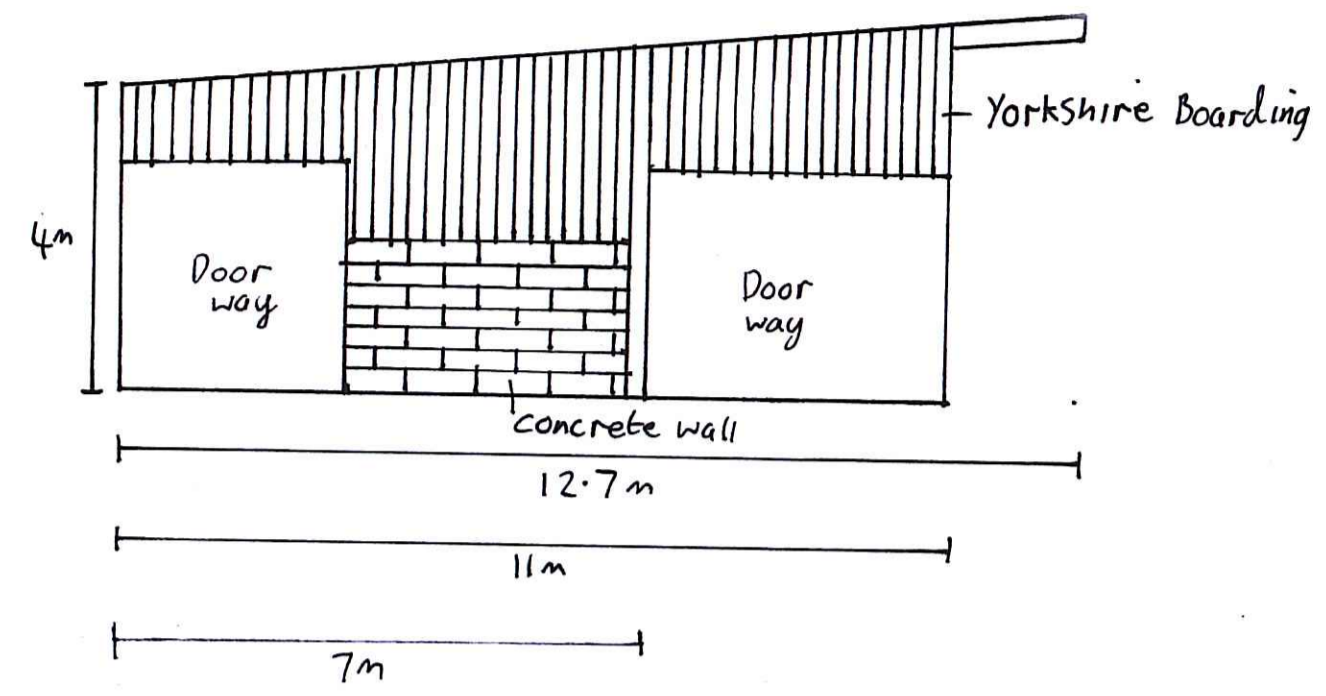 Yorkshire Boarding
4m
Door
way
Door
way
concrete wall
12.7m
11m
7m